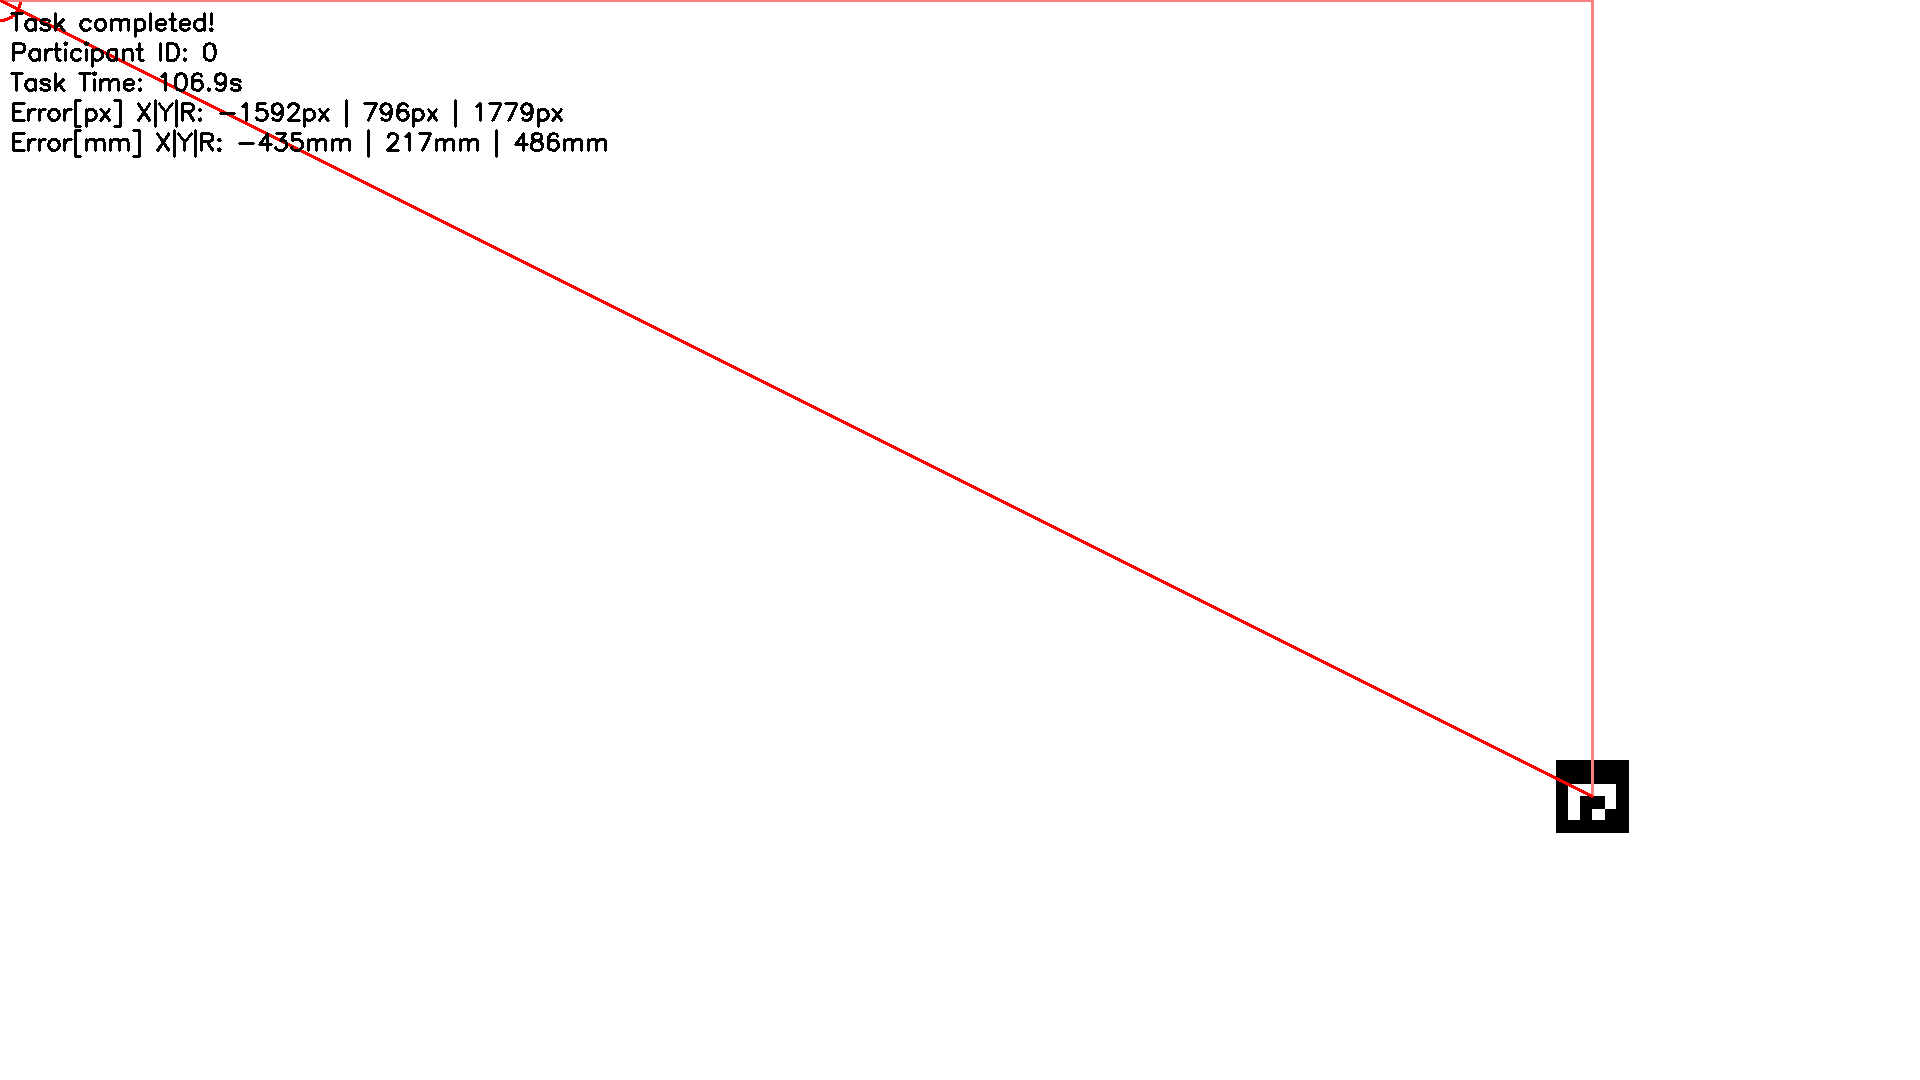 Task completed!
Participant ID: 0
Task Time: 106.9s
Error[px] X|Y|R: -1592px | 796px | 1779px
Error[mm] X|Y|R: -435mm | 217mm | 486mm